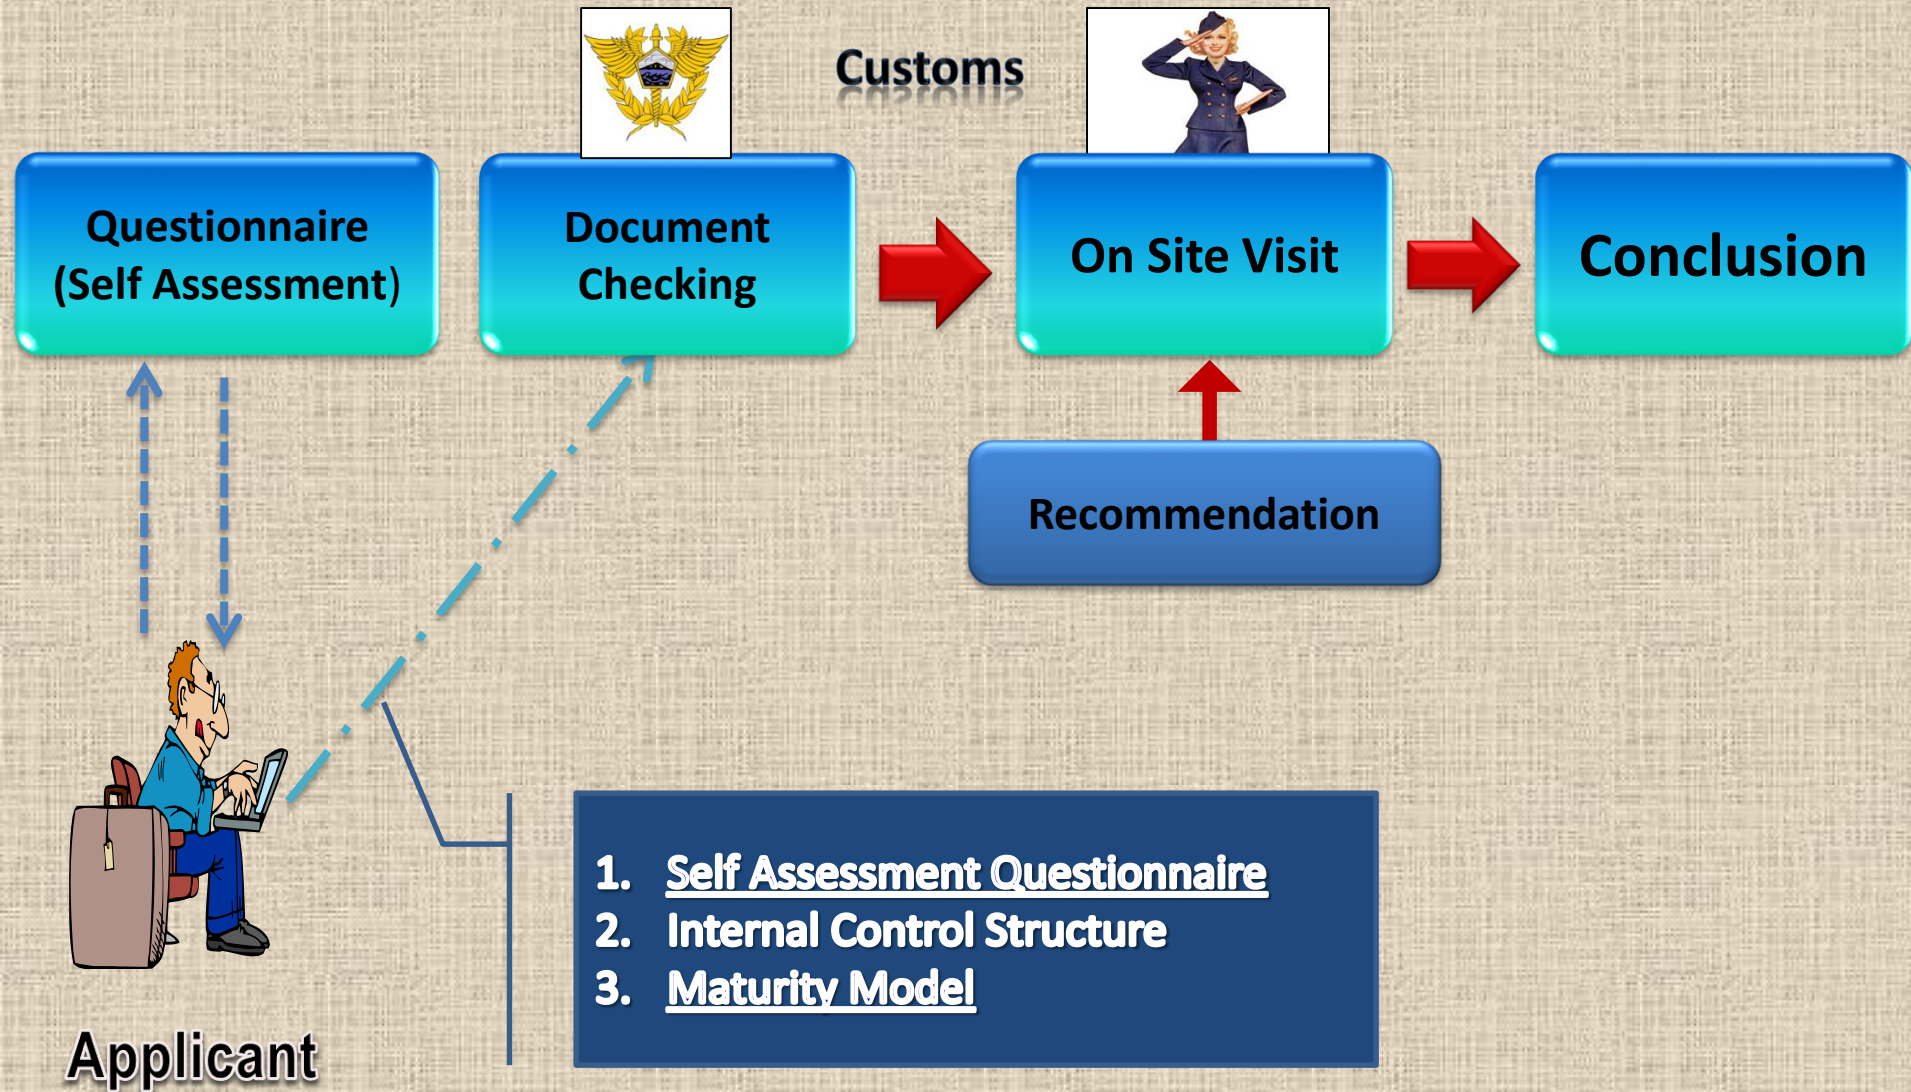 Customs
Questionnaire
(Self Assessment)
Document
Checking
On Site Visit
Conclusion
Recommendation
1. Self Assessment Questionnaire
2. Internal Control Structure
3. Maturity Model
Applicant